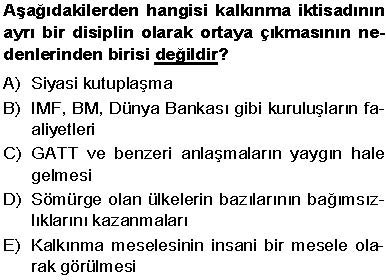 Aşağıdakilerden hangisi kalkınma iktisadının
ayrı bir disiplin olarak ortaya çıkmasının ne-
denlerinden birisi değildir?
A) Siyasi kutuplaşma
B) IMF, BM, Dünya Bankası gibi kuruluşların fa-
aliyetleri
C) GATT ve benzeri anlaşmaların yaygın hale
gelmesi
D) Sömürge olan ülkelerin bazılarının bağımsız-
lıklarını kazanmaları
E) Kalkınma meselesinin insani bir mesele ola-
rak görülmesi